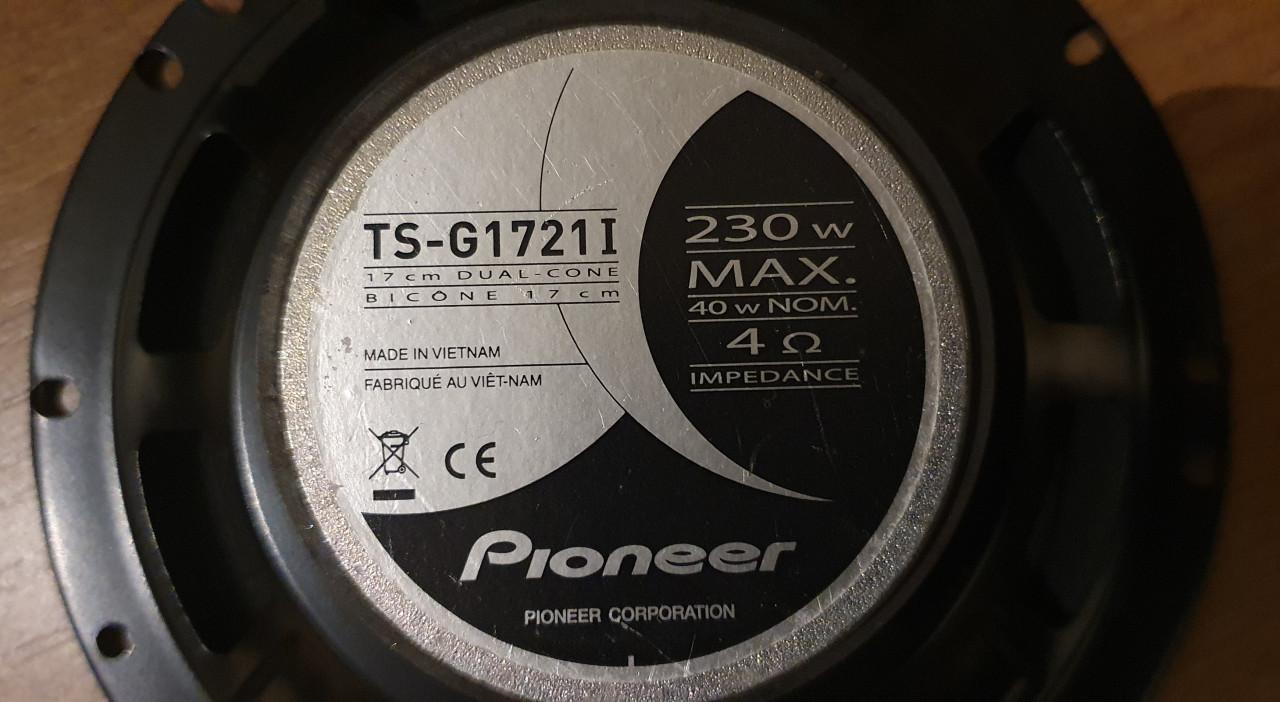 TS-G1721I
17 cm DUAL-CONE
BICÔNE 17 cm
MADE IN VIETNAM
FABRIQUÉ AU VIÊT-NAM
CE
230 W
MAX.
40 W NOM.
4 Ω
IMPEDANCE
Pioneer
PIONEER CORPORATION